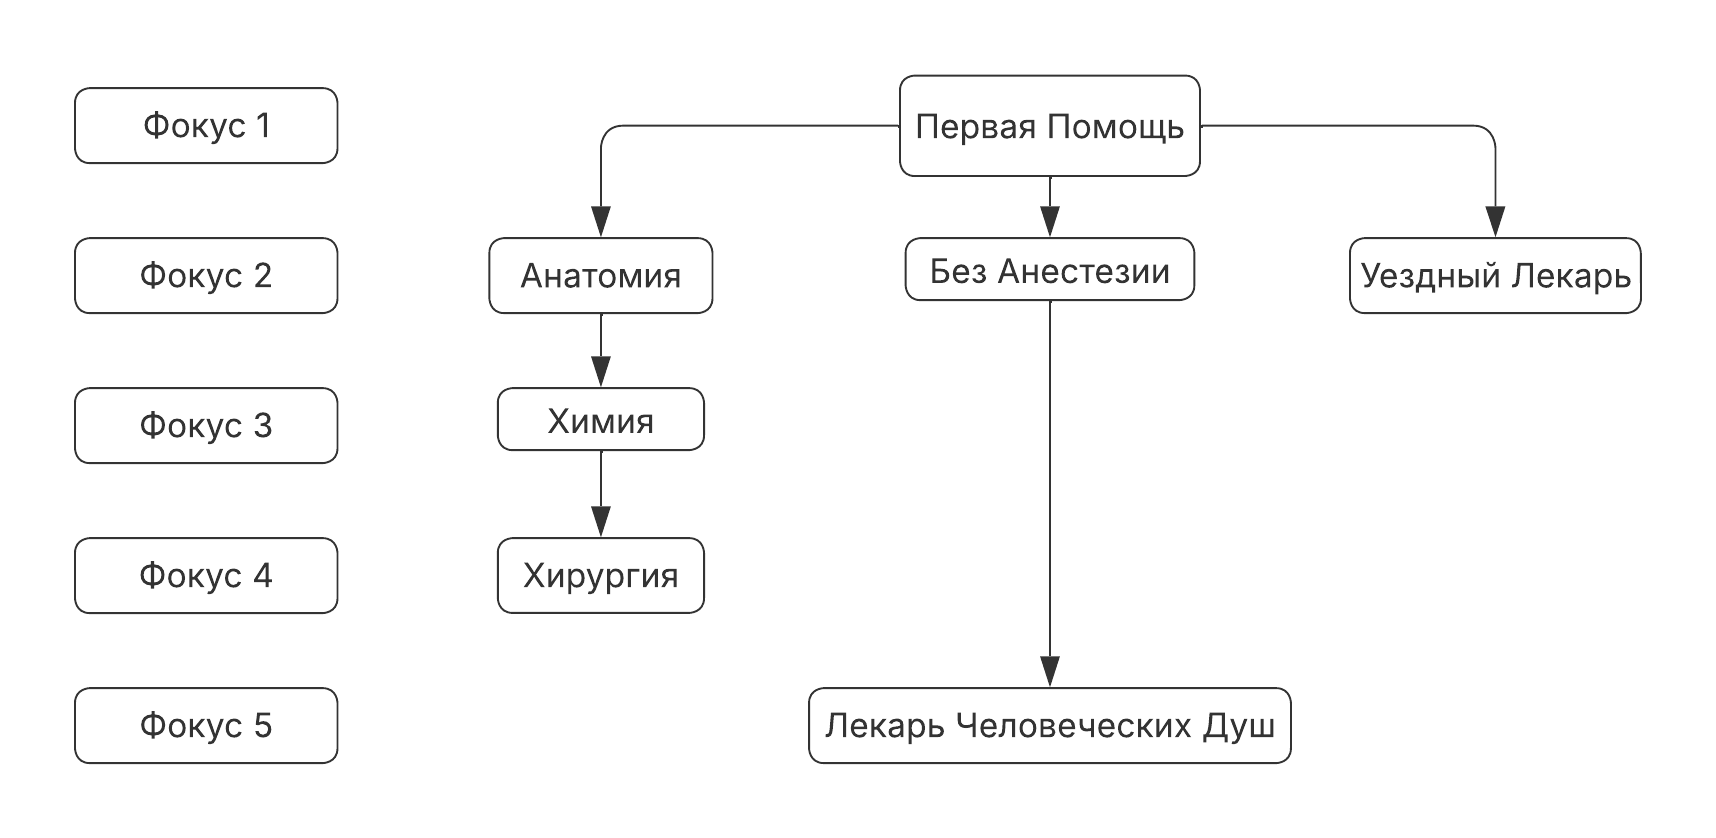 Фокус 1
Первая Помощь
Фокус 2
Анатомия
Без Анестезии
Уездный Лекарь
Фокус 3
Химия
Фокус 4
Хирургия
Фокус 5
Лекарь Человеческих Душ